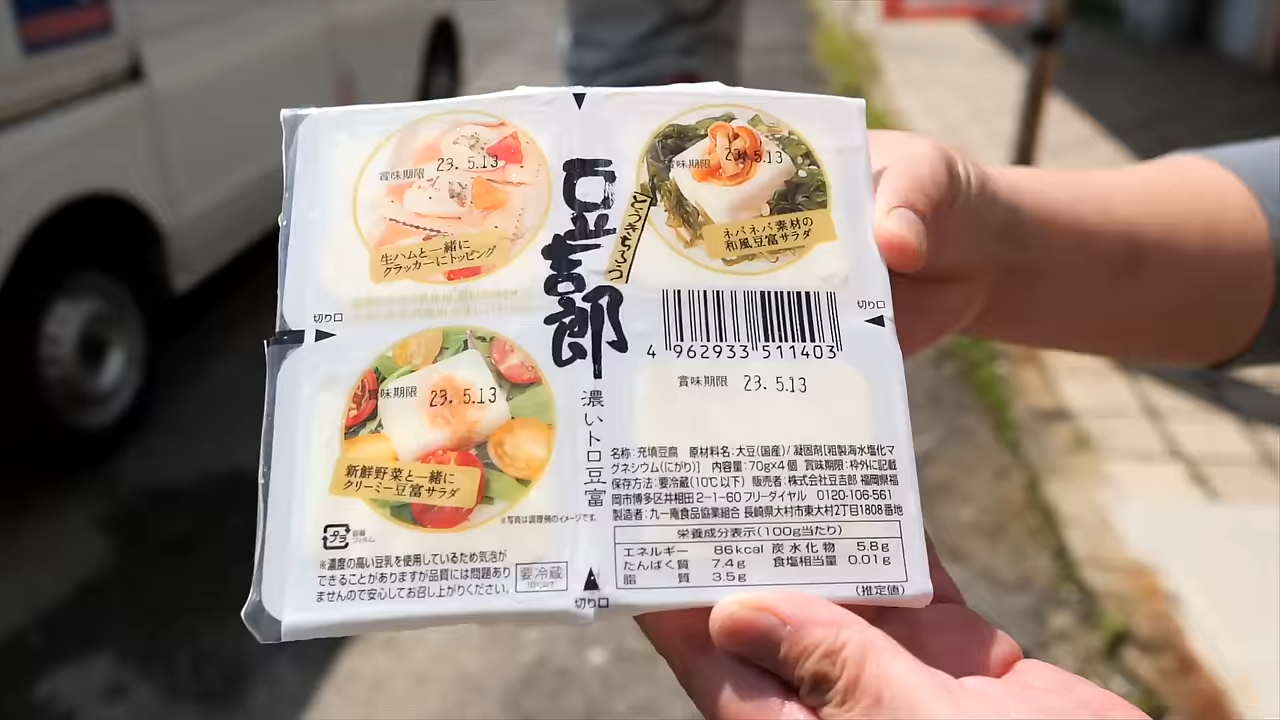 賞味期限 23. 5.13
生ハムと一緒に
クラッカーにトッピング
豆吉郎
とうきちろう
濃いトロ豆富
賞味期限 23. 5.13
ネバネバ素材の
和風豆富サラダ
切り口
切り口
4 962933 511403
賞味期限 23. 5.13
賞味期限 23. 5.13
新鮮野菜と一緒に
クリーミー豆富サラダ
※写真は調理例のイメージです。
名称:充填豆腐 原材料名:大豆(国産)/凝固剤[粗製海水塩化マ
グネシウム(にがり)] 内容量:70g×4個 賞味期限:枠外に記載
保存方法:要冷蔵(10℃以下) 販売者:株式会社豆吉郎 福岡県福
岡市博多区井相田2-1-60 フリーダイヤル 0120-106-561
製造者:九一庵食品協業組合 長崎県大村市東大村2丁目1808番地
栄養成分表示(100g当たり)
エネルギー 86kcal 炭水化物 5.8g
たんぱく質 7.4g 食塩相当量 0.01g
脂質 3.5g
(推定値)
プラ
※濃度の高い豆乳を使用しているため気泡が
できることがありますが品質には問題あり
ませんので安心してお召し上がりください。
要冷蔵
切り口